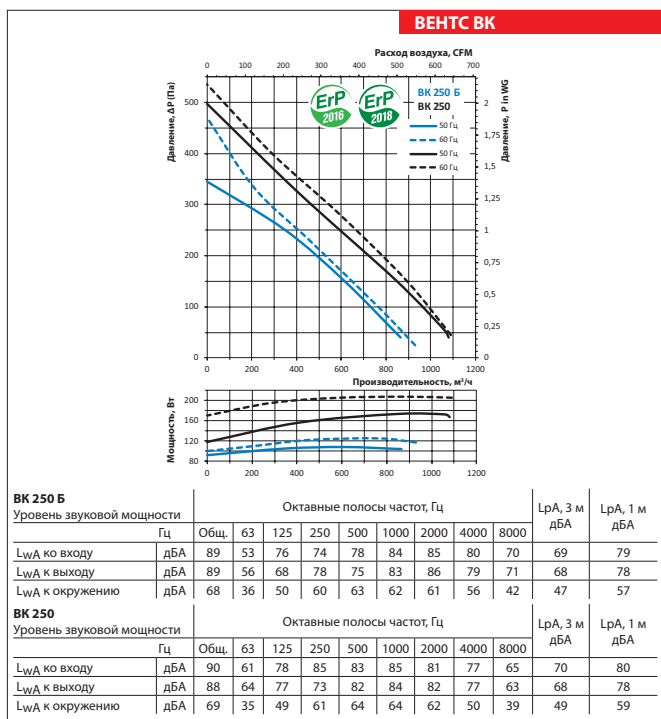 ВЕНТС ВК
Расход воздуха, CFM
0 100 200 300 400 500 600 700
Давление, ΔP (Па)
Давление, P in WG
500
400
300
200
100
0
2
1,75
1,5
1,25
1
0,75
0,5
0,25
0
ErP
2016
ErP
2018
ВК 250 Б
ВК 250
50 Гц
60 Гц
50 Гц
60 Гц
0 200 400 600 800 1000 1200
Производительность, м³/ч
Мощность, Вт
200
160
120
80
0 200 400 600 800 1000 1200
ВК 250 Б
Уровень звуковой мощности
Октавные полосы частот, Гц
LpA, 3 м дБА
LpA, 1 м дБА
Гц Общ. 63 125 250 500 1000 2000 4000 8000
LWA ко входу дБА 89 53 76 74 78 84 85 80 70 69 79
LWA к выходу дБА 89 56 68 78 75 83 86 79 71 68 78
LWA к окружению дБА 68 36 50 60 63 62 61 56 42 47 57
ВК 250
Уровень звуковой мощности
Октавные полосы частот, Гц
LpA, 3 м дБА
LpA, 1 м дБА
Гц Общ. 63 125 250 500 1000 2000 4000 8000
LWA ко входу дБА 90 61 78 85 83 85 81 77 65 70 80
LWA к выходу дБА 88 64 77 73 82 84 82 77 63 68 78
LWA к окружению дБА 69 35 49 61 64 64 62 50 39 49 59